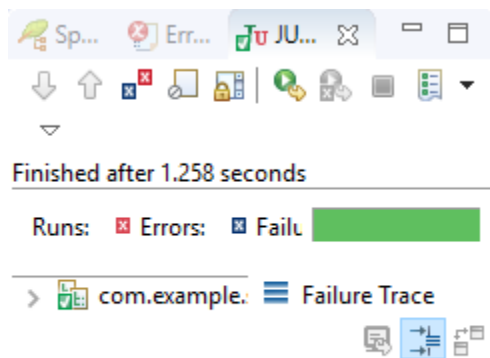 Sp... Err... JU...
Finished after 1.258 seconds
Runs: Errors: Failu
com.example. Failure Trace